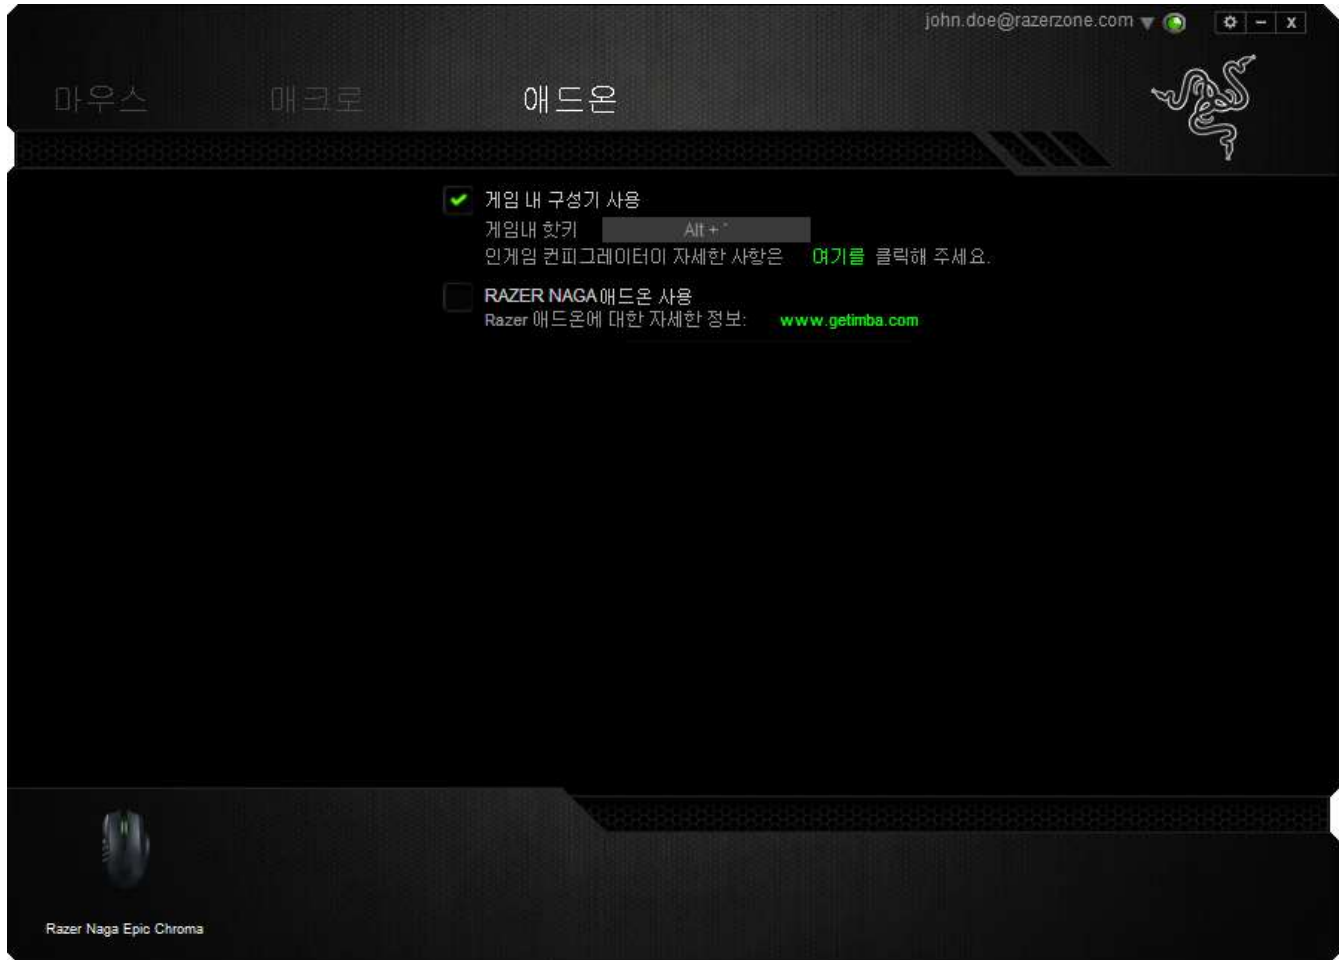 john.doe@razerzone.com
마우스 매크로 애드온
게임 내 구성기 사용
게임내 핫키 Alt + `
인게임 컨피그레이터이 자세한 사항은 여기를 클릭해 주세요.
RAZER NAGA 애드온 사용
Razer 애드온에 대한 자세한 정보: www.getimba.com
Razer Naga Epic Chroma